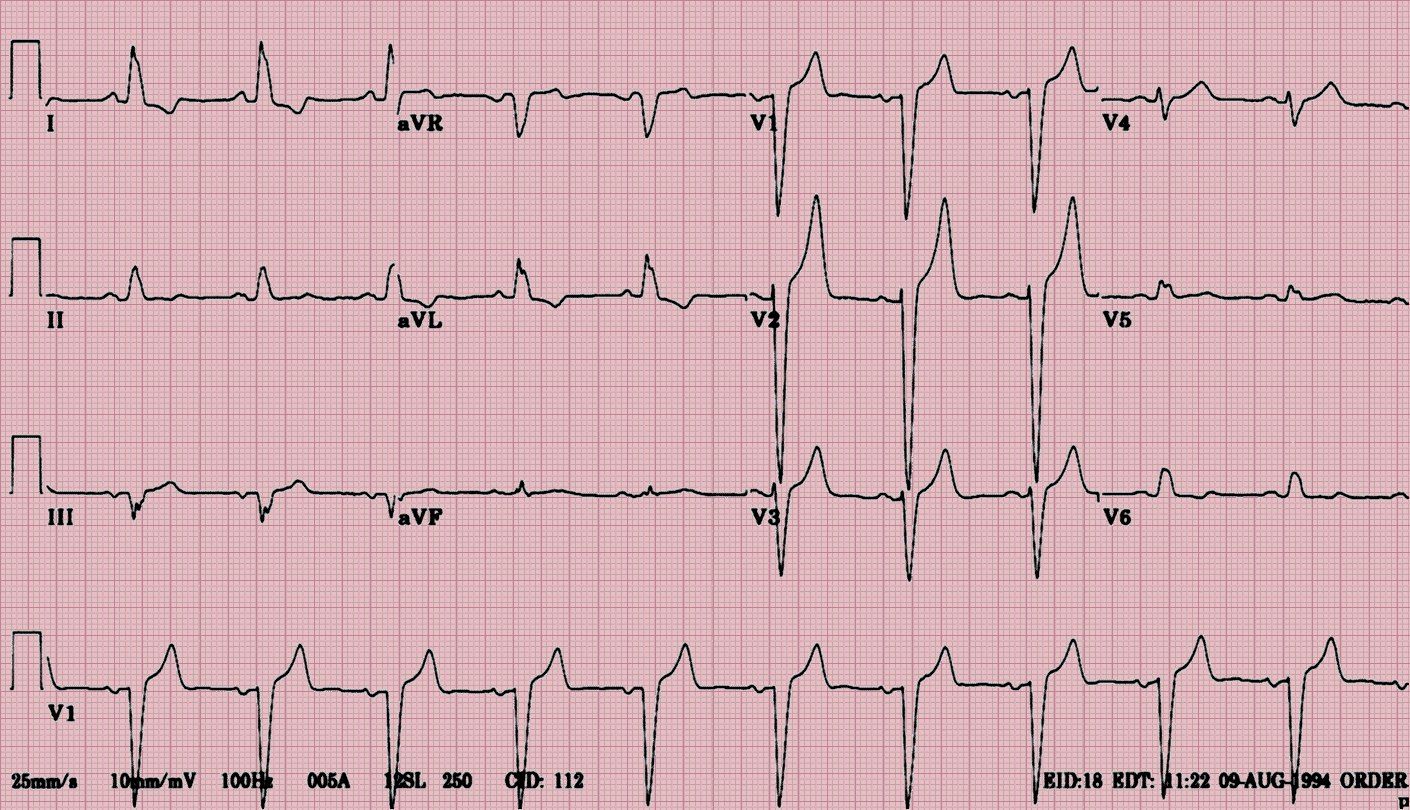 I aVR V1 V4
II aVL V2 V5
III aVF V3 V6
V1
25mm/s 10mm/mV 100Hz 005A 12SL 250 CID: 112 EID:18 EDT: 11:22 09-AUG-1994 ORDER